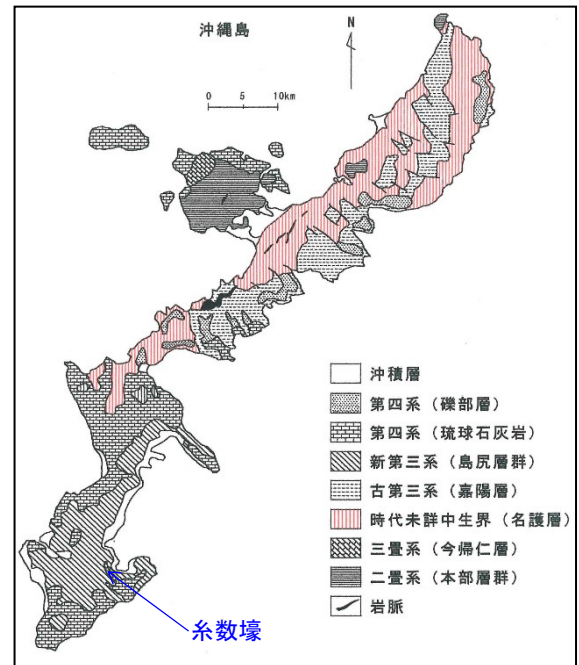 沖縄島
N
0 5 10km
沖積層
第四系（礫部層）
第四系（琉球石灰岩）
新第三系（島尻層群）
古第三系（嘉陽層）
時代未詳中生界（名護層）
三畳系（今帰仁層）
二畳系（本部層群）
岩脈
糸数壕